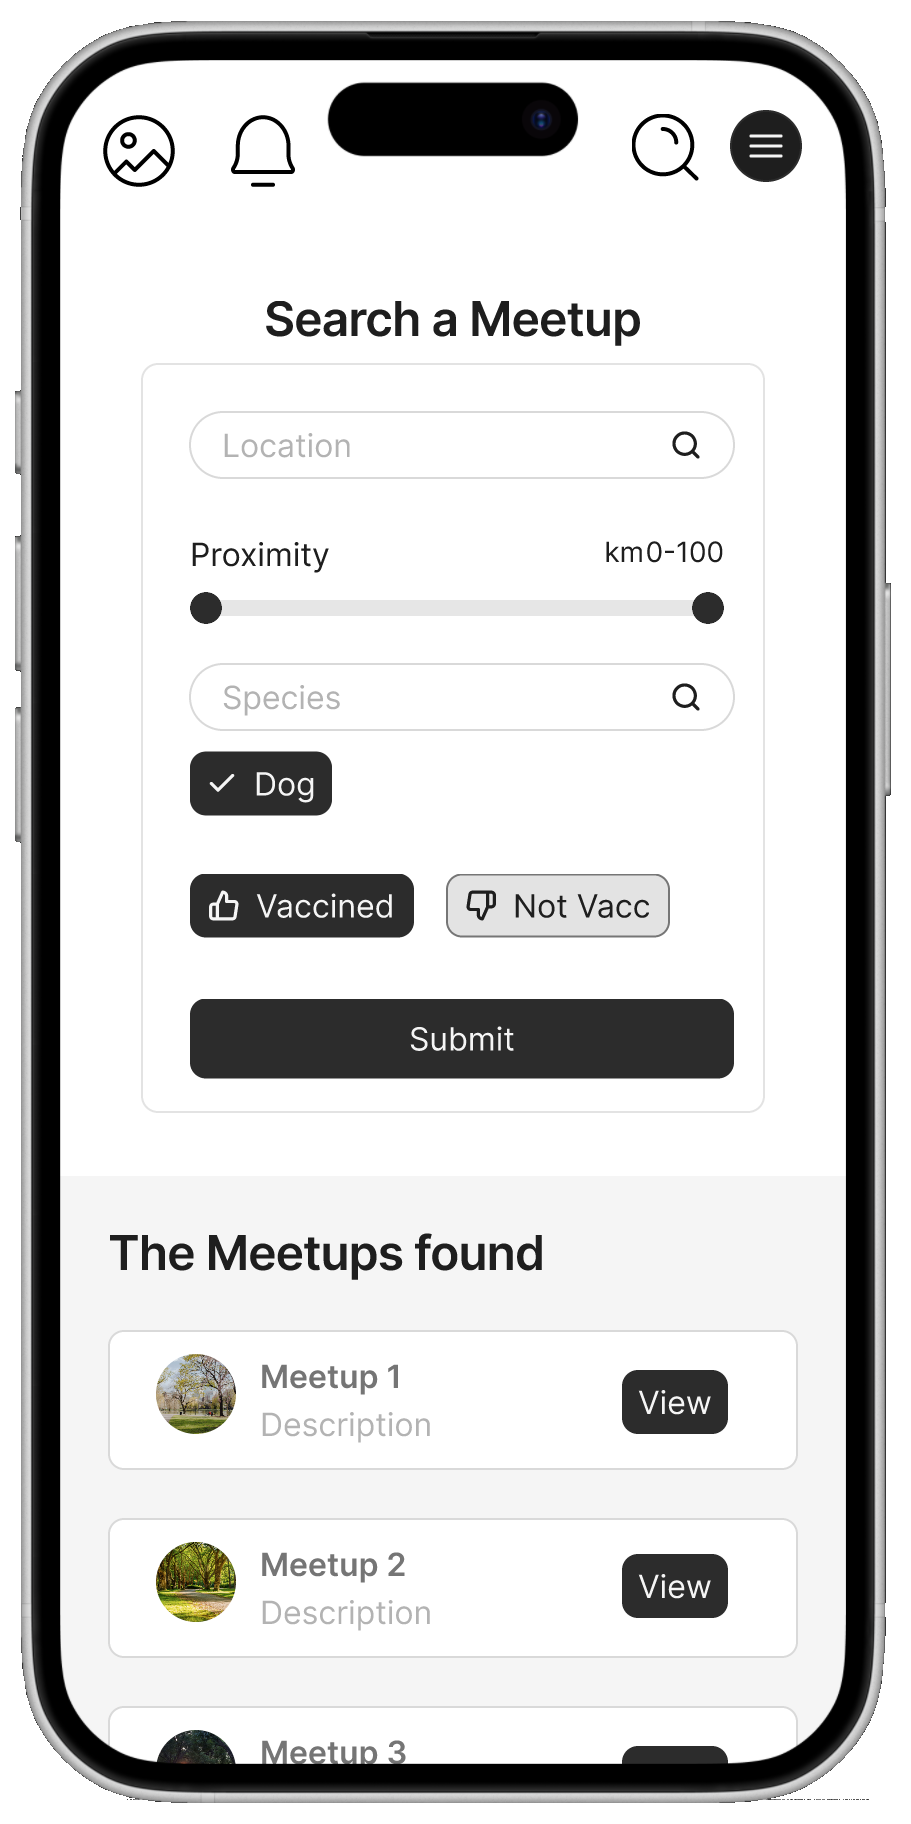 Search a Meetup
Location
Proximity km0-100
Species
Dog
Vaccined Not Vacc
Submit
The Meetups found
Meetup 1
Description
View
Meetup 2
Description
View
Meetup 3